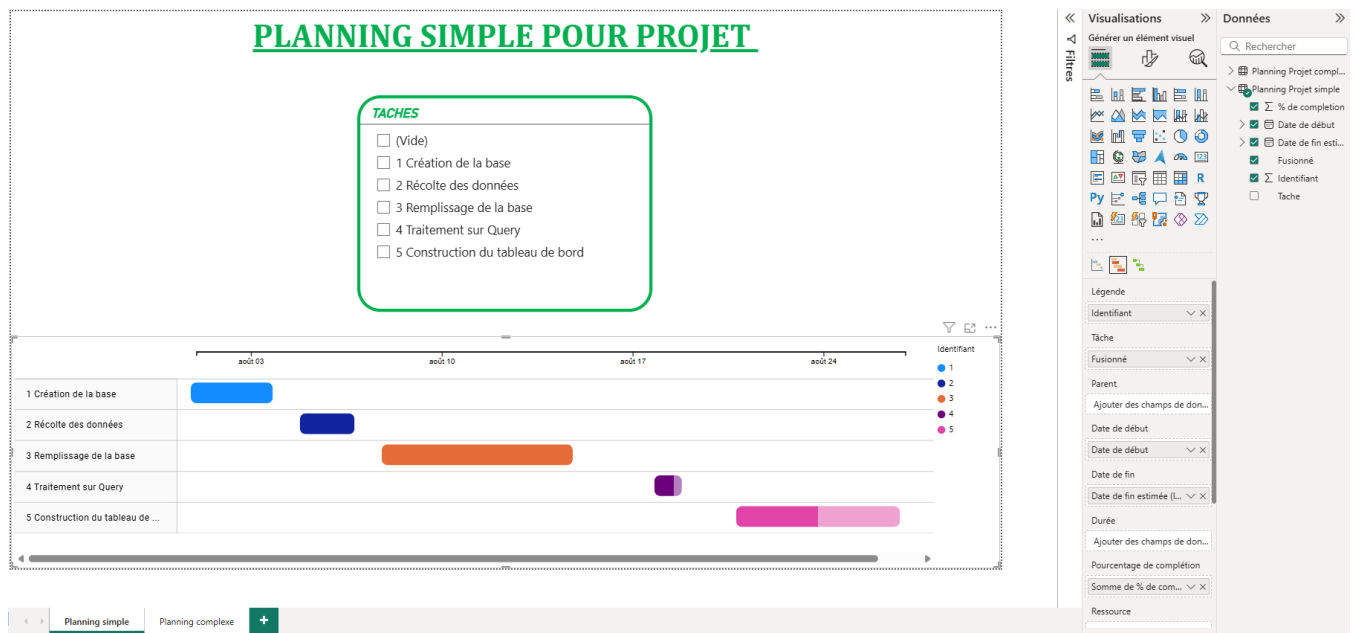 PLANNING SIMPLE POUR PROJET
TACHES
(Vide)
1 Création de la base
2 Récolte des données
3 Remplissage de la base
4 Traitement sur Query
5 Construction du tableau de bord
août 03 août 10 août 17 août 24
Identifiant
1
2
3
4
5
1 Création de la base
2 Récolte des données
3 Remplissage de la base
4 Traitement sur Query
5 Construction du tableau de ...
Planning simple
Planning complexe
+
Filtres
Visualisations
Générer un élément visuel
123
R
Py
...
Légende
Identifiant
Tâche
Fusionné
Parent
Ajouter des champs de don...
Date de début
Date de début
Date de fin
Date de fin estimée (l...
Durée
Ajouter des champs de don...
Pourcentage de complétion
Somme de % de com...
Ressource
Données
Rechercher
Planning Projet compl...
Planning Projet simple
% de completion
Date de début
Date de fin esti...
Fusionné
Identifiant
Tache